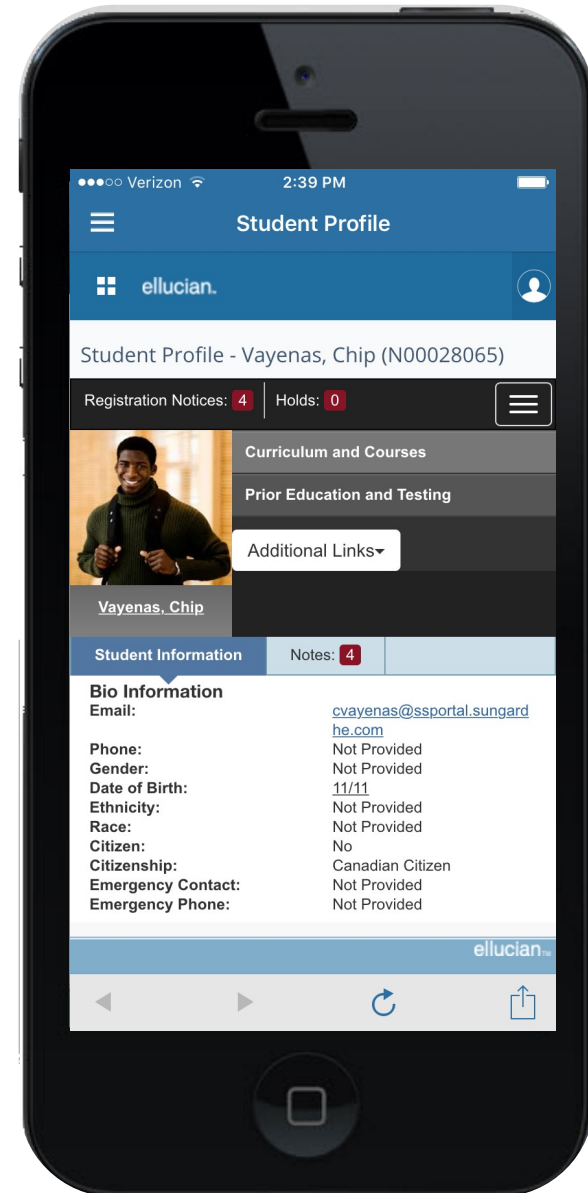 ●●●○○ Verizon 2:39 PM
Student Profile
ellucian™
Student Profile - Vayenas, Chip (N00028065)
Registration Notices: 4 Holds: 0
Curriculum and Courses
Prior Education and Testing
Additional Links
Vayenas, Chip
Student Information Notes: 4
Bio Information
Email: cvayenas@ssportal.sungard
he.com
Phone: Not Provided
Gender: Not Provided
Date of Birth: 11/11
Ethnicity: Not Provided
Race: Not Provided
Citizen: No
Citizenship: Canadian Citizen
Emergency Contact: Not Provided
Emergency Phone: Not Provided
ellucian™